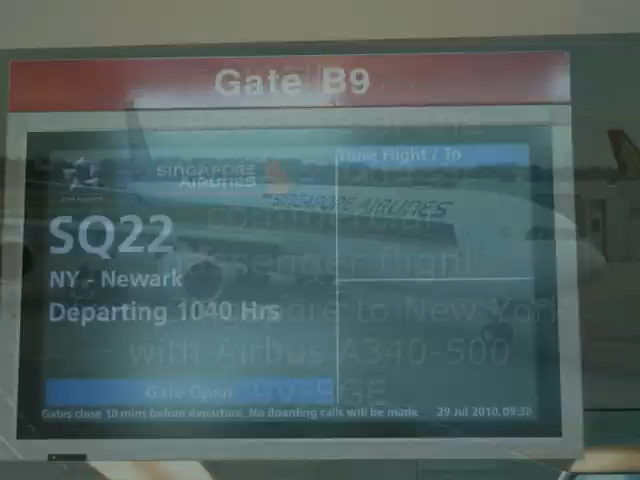 Gate B9
Time Flight / To
SINGAPORE
AIRLINES
SINGAPORE AIRLINES
commercial
SQ22
passenger flight
NY - Newark
to New York
Departing 1040 Hrs
with Airbus A340-500
Gate Open
Gates close 10 mins before departure. No Boarding calls will be made.
29 Jul 2010, 09:38